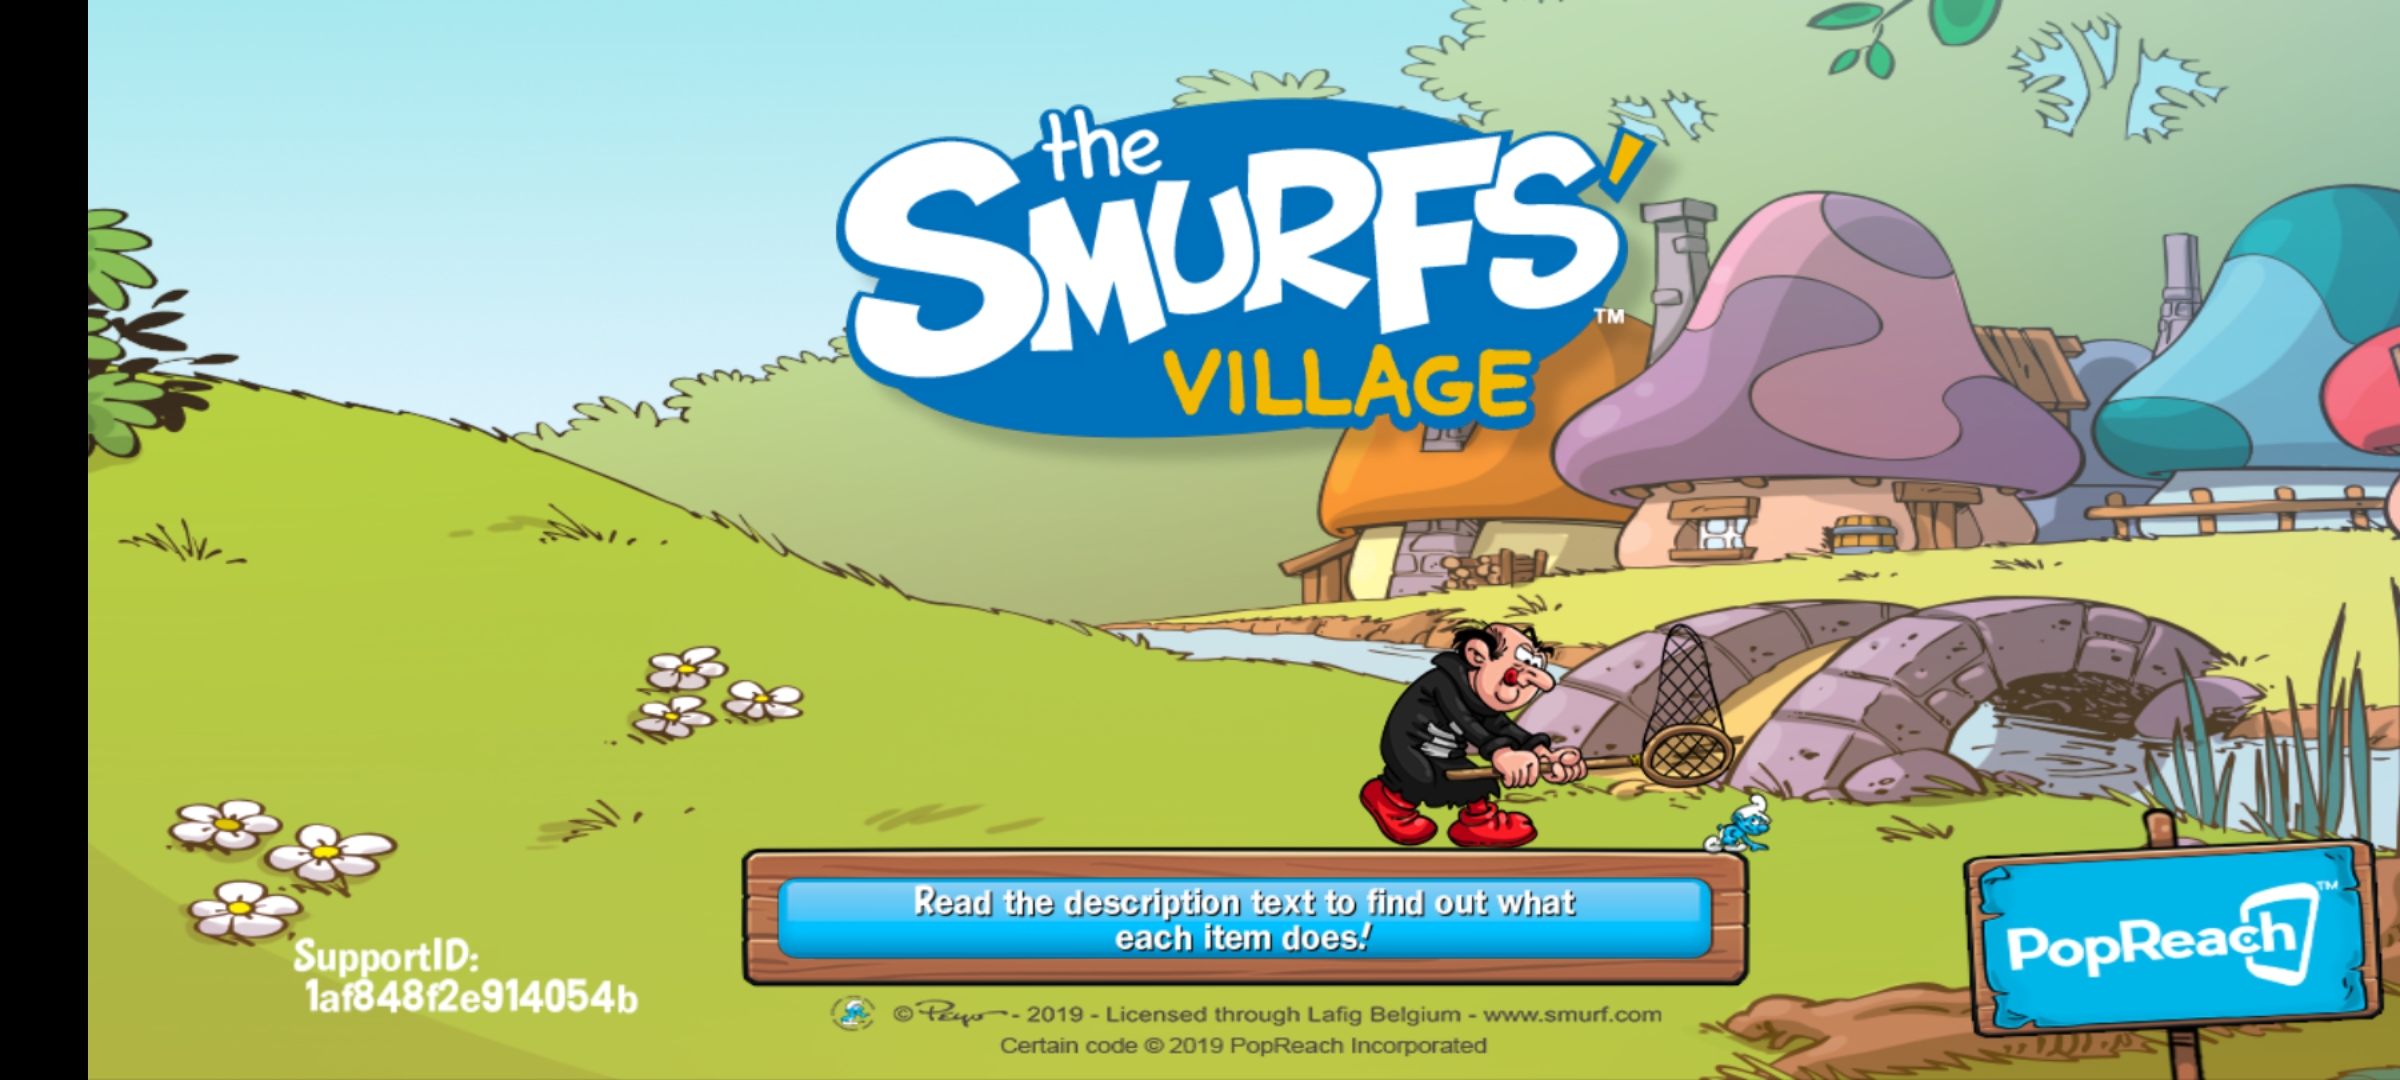 the
SMURFS'
TM
VILLAGE
Read the description text to find out what
each item does!
SupportID:
1af848f2e914054b
PopReach
TM
© Peyo - 2019 - Licensed through Lafig Belgium - www.smurf.com
Certain code © 2019 PopReach Incorporated